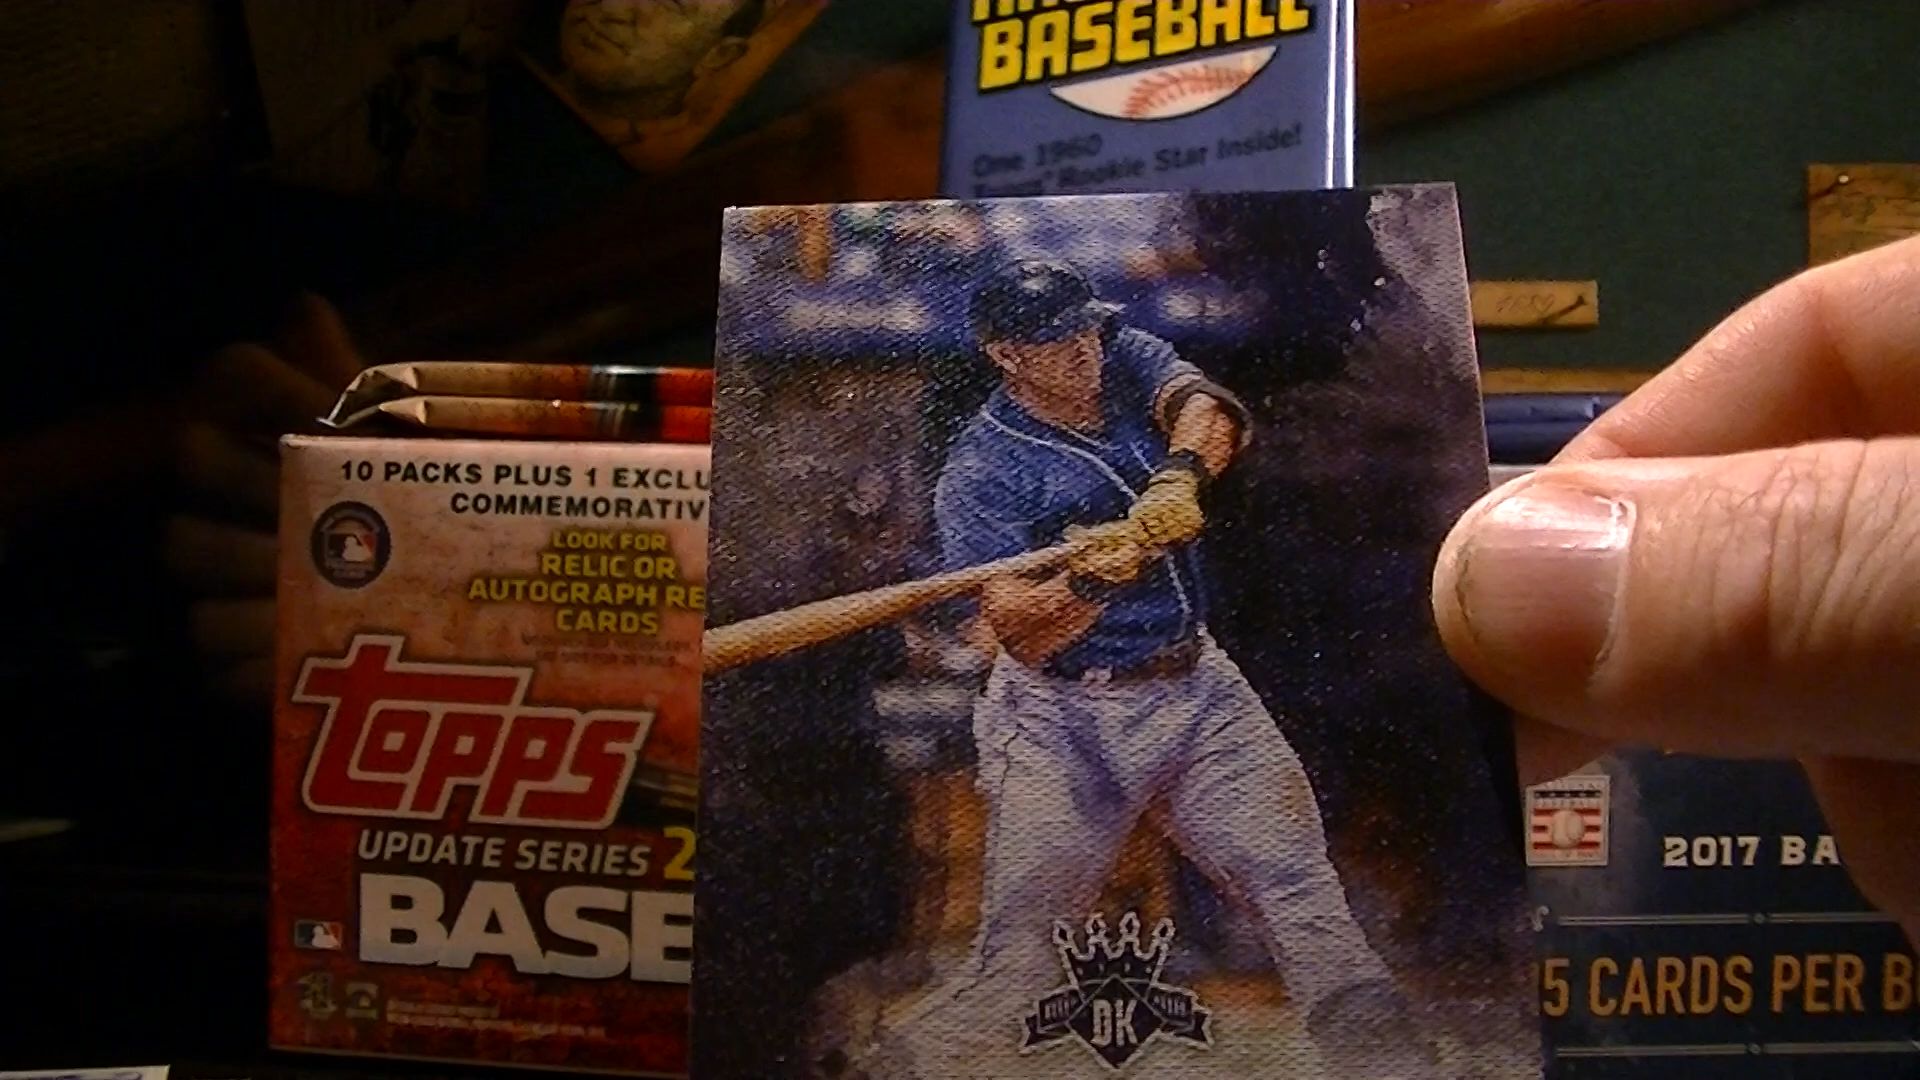 BASEBALL
One 1960
Topps Rookie Star Inside!
10 PACKS PLUS 1 EXCLU
COMMEMORATIV
LOOK FOR
RELIC OR
AUTOGRAPH RE
CARDS
topps
UPDATE SERIES 2
BASE
DK
2017 BA
5 CARDS PER B